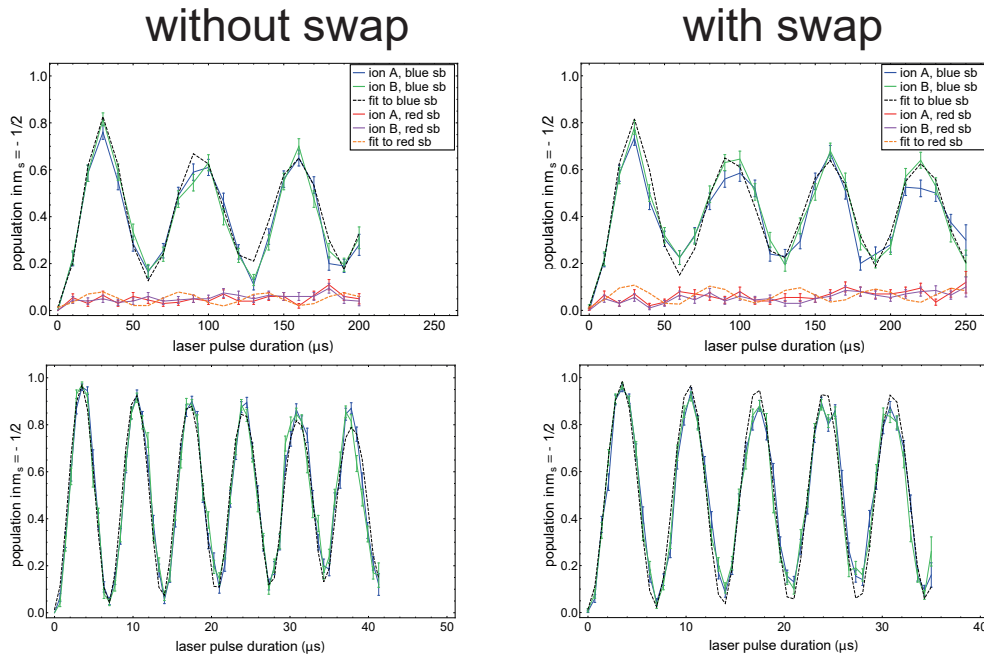 without swap
with swap
ion A, blue sb
ion B, blue sb
fit to blue sb
ion A, red sb
ion B, red sb
fit to red sb
population in m_s = - 1/2
1.0
0.8
0.6
0.4
0.2
0.0
0 50 100 150 200 250
laser pulse duration (μs)
ion A, blue sb
ion B, blue sb
fit to blue sb
ion A, red sb
ion B, red sb
fit to red sb
population in m_s = - 1/2
1.0
0.8
0.6
0.4
0.2
0.0
0 50 100 150 200 250
laser pulse duration (μs)
population in m_s = - 1/2
1.0
0.8
0.6
0.4
0.2
0.0
0 10 20 30 40 50
laser pulse duration (μs)
population in m_s = - 1/2
1.0
0.8
0.6
0.4
0.2
0.0
0 10 20 30 40
laser pulse duration (μs)